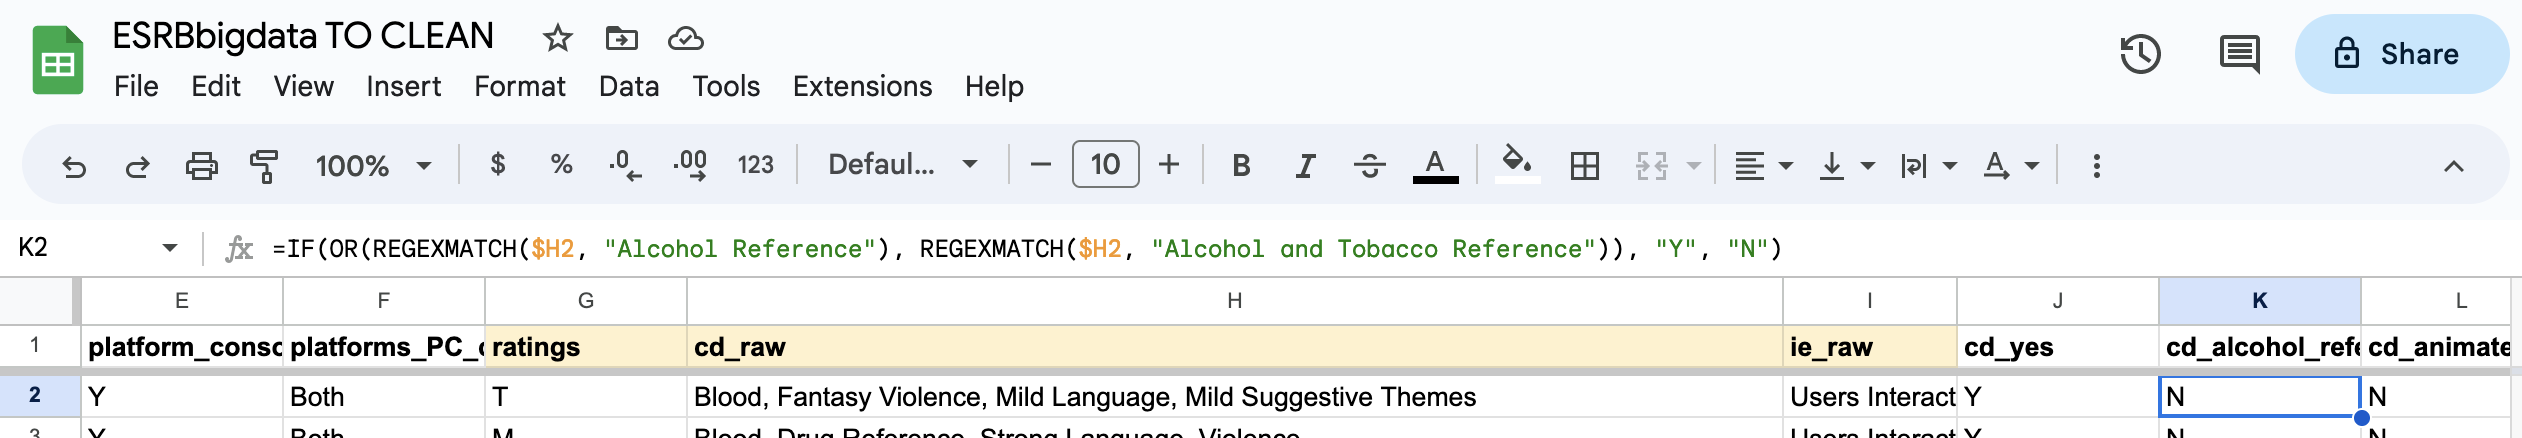 ESRBbigdata TO CLEAN
File Edit View Insert Format Data Tools Extensions Help
Share
100% $ % .0 .00 123 Defaul... 10 B I S A A
K2 fx =IF(OR(REGEXMATCH($H2, "Alcohol Reference"), REGEXMATCH($H2, "Alcohol and Tobacco Reference")), "Y", "N")
E F G H I J K L
1 platform_consc platforms_PC_c ratings cd_raw ie_raw cd_yes cd_alcohol_refe cd_animate
2 Y Both T Blood, Fantasy Violence, Mild Language, Mild Suggestive Themes Users Interact Y N N
3 Y Both M Blood, Drug Reference, Strong Language, Violence Users Interact Y N N